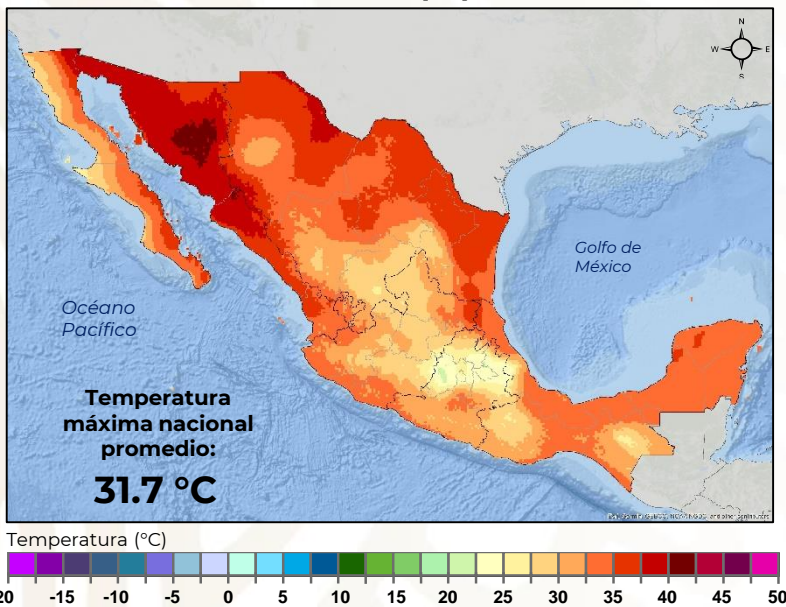 N
W
E
S
Golfo de
México
Océano
Pacífico
Temperatura
máxima nacional
promedio:
31.7 °C
Temperatura (°C)
20 -15 -10 -5 0 5 10 15 20 25 30 35 40 45 50